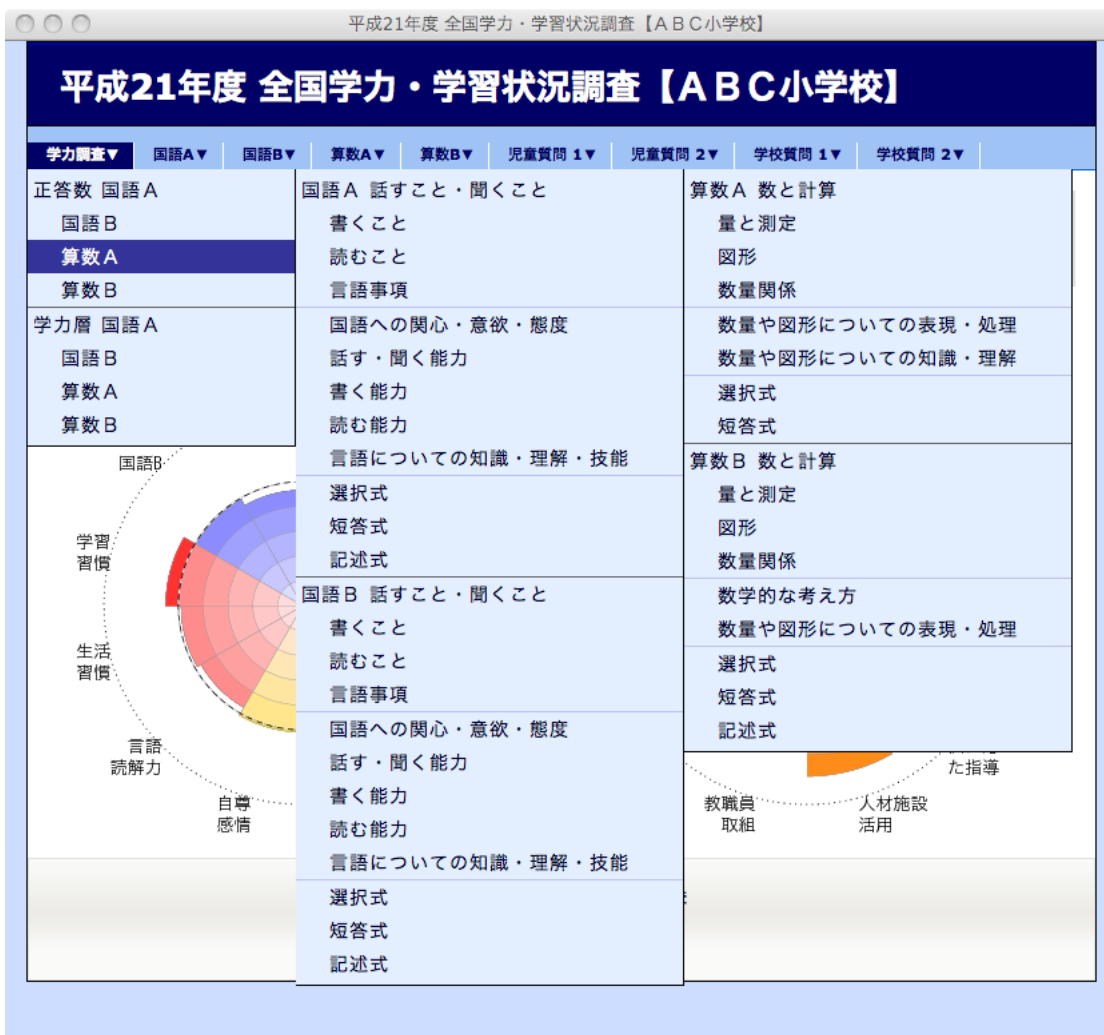 平成21年度 全国学力・学習状況調査【ＡＢＣ小学校】
平成21年度 全国学力・学習状況調査【ＡＢＣ小学校】
学力調査▼ 国語A▼ 国語B▼ 算数A▼ 算数B▼ 児童質問 1▼ 児童質問 2▼ 学校質問 1▼ 学校質問 2▼
正答数 国語Ａ
国語Ｂ
算数Ａ
算数Ｂ
学力層 国語Ａ
国語Ｂ
算数Ａ
算数Ｂ
国語Ａ 話すこと・聞くこと
書くこと
読むこと
言語事項
国語への関心・意欲・態度
話す・聞く能力
書く能力
読む能力
言語についての知識・理解・技能
選択式
短答式
記述式
国語Ｂ 話すこと・聞くこと
書くこと
読むこと
言語事項
国語への関心・意欲・態度
話す・聞く能力
書く能力
読む能力
言語についての知識・理解・技能
選択式
短答式
記述式
算数Ａ 数と計算
量と測定
図形
数量関係
数量や図形についての表現・処理
数量や図形についての知識・理解
選択式
短答式
算数Ｂ 数と計算
量と測定
図形
数量関係
数学的な考え方
数量や図形についての表現・処理
選択式
短答式
記述式
国語B
学習
習慣
生活
習慣
言語
読解力
自尊
感情
教職員
取組
人材施設
活用
た指導